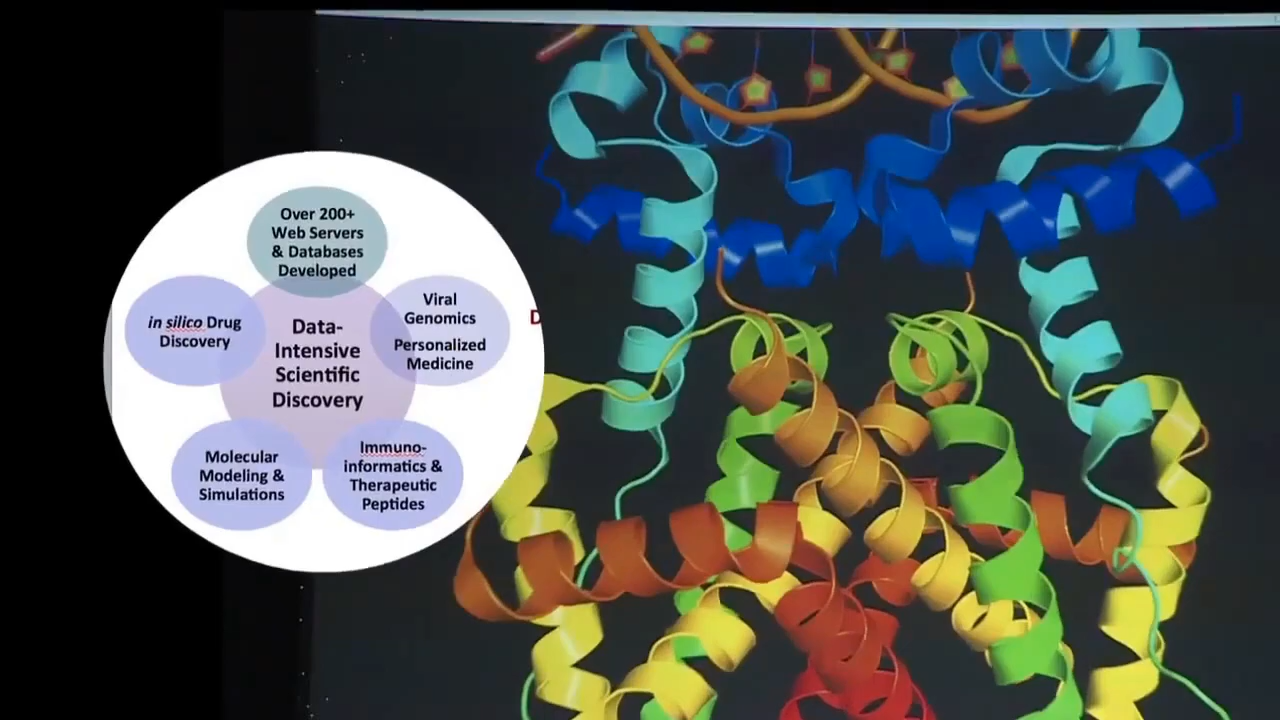 Over 200+
Web Servers
& Databases
Developed
in silico Drug
Discovery
Viral
Genomics
Personalized
Medicine
Data-
Intensive
Scientific
Discovery
D
Molecular
Modeling &
Simulations
Immuno-
informatics &
Therapeutic
Peptides